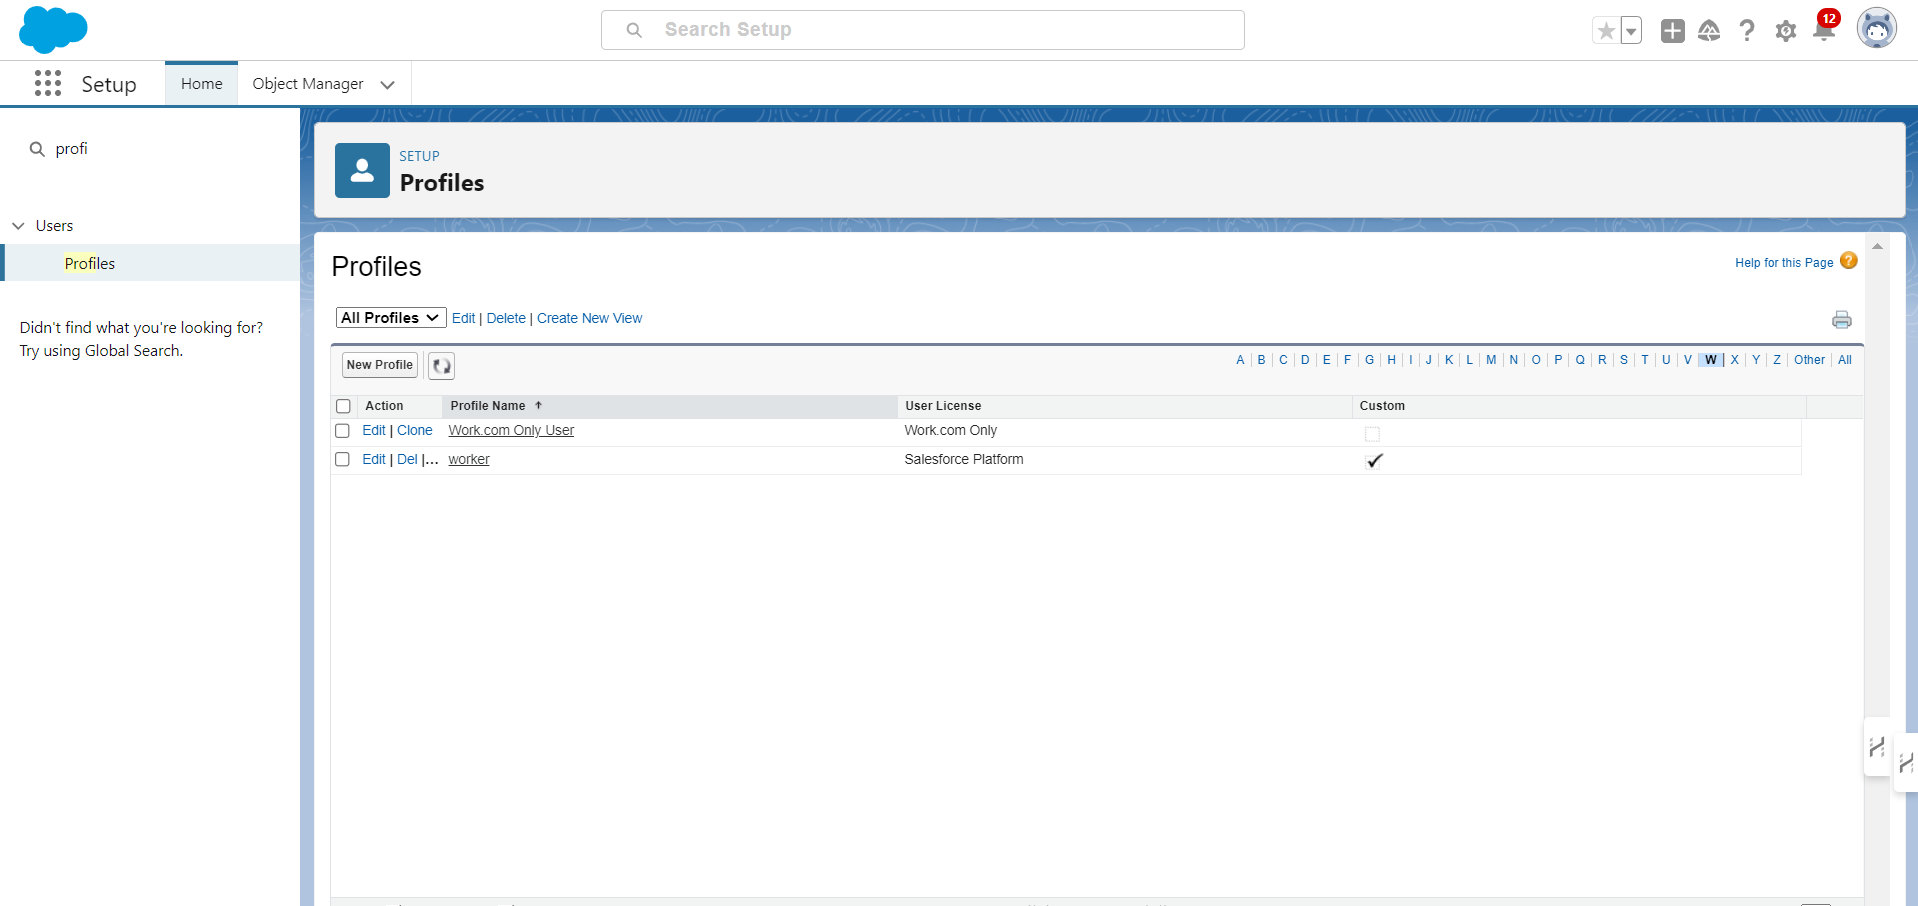 Search Setup
12
Setup
Home
Object Manager
profi
Users
Profiles
Didn't find what you're looking for?
Try using Global Search.
SETUP
Profiles
Profiles
Help for this Page ?
All Profiles Edit | Delete | Create New View
New Profile
A B C D E F G H I J K L M N O P Q R S T U V W X Y Z Other All
Action Profile Name User License Custom
Edit | Clone Work.com Only User Work.com Only
Edit | Del |... worker Salesforce Platform